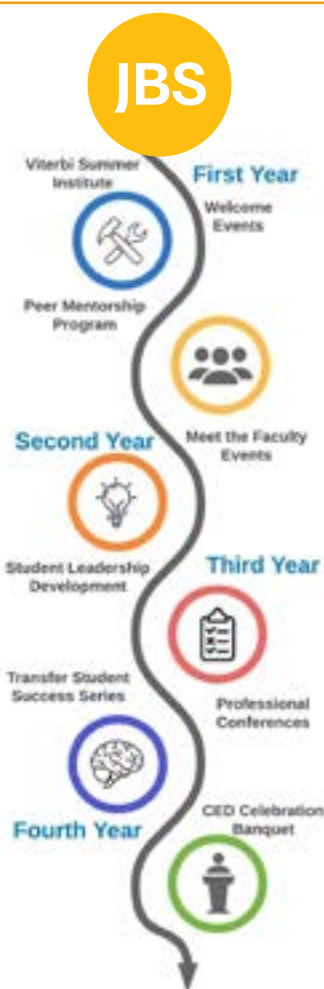 JBS
Viterbi Summer
Institute
First Year
Welcome
Events
Peer Mentorship
Program
Second Year
Meet the Faculty
Events
Student Leadership
Development
Third Year
Transfer Student
Success Series
Professional
Conferences
Fourth Year
CED Celebration
Banquet